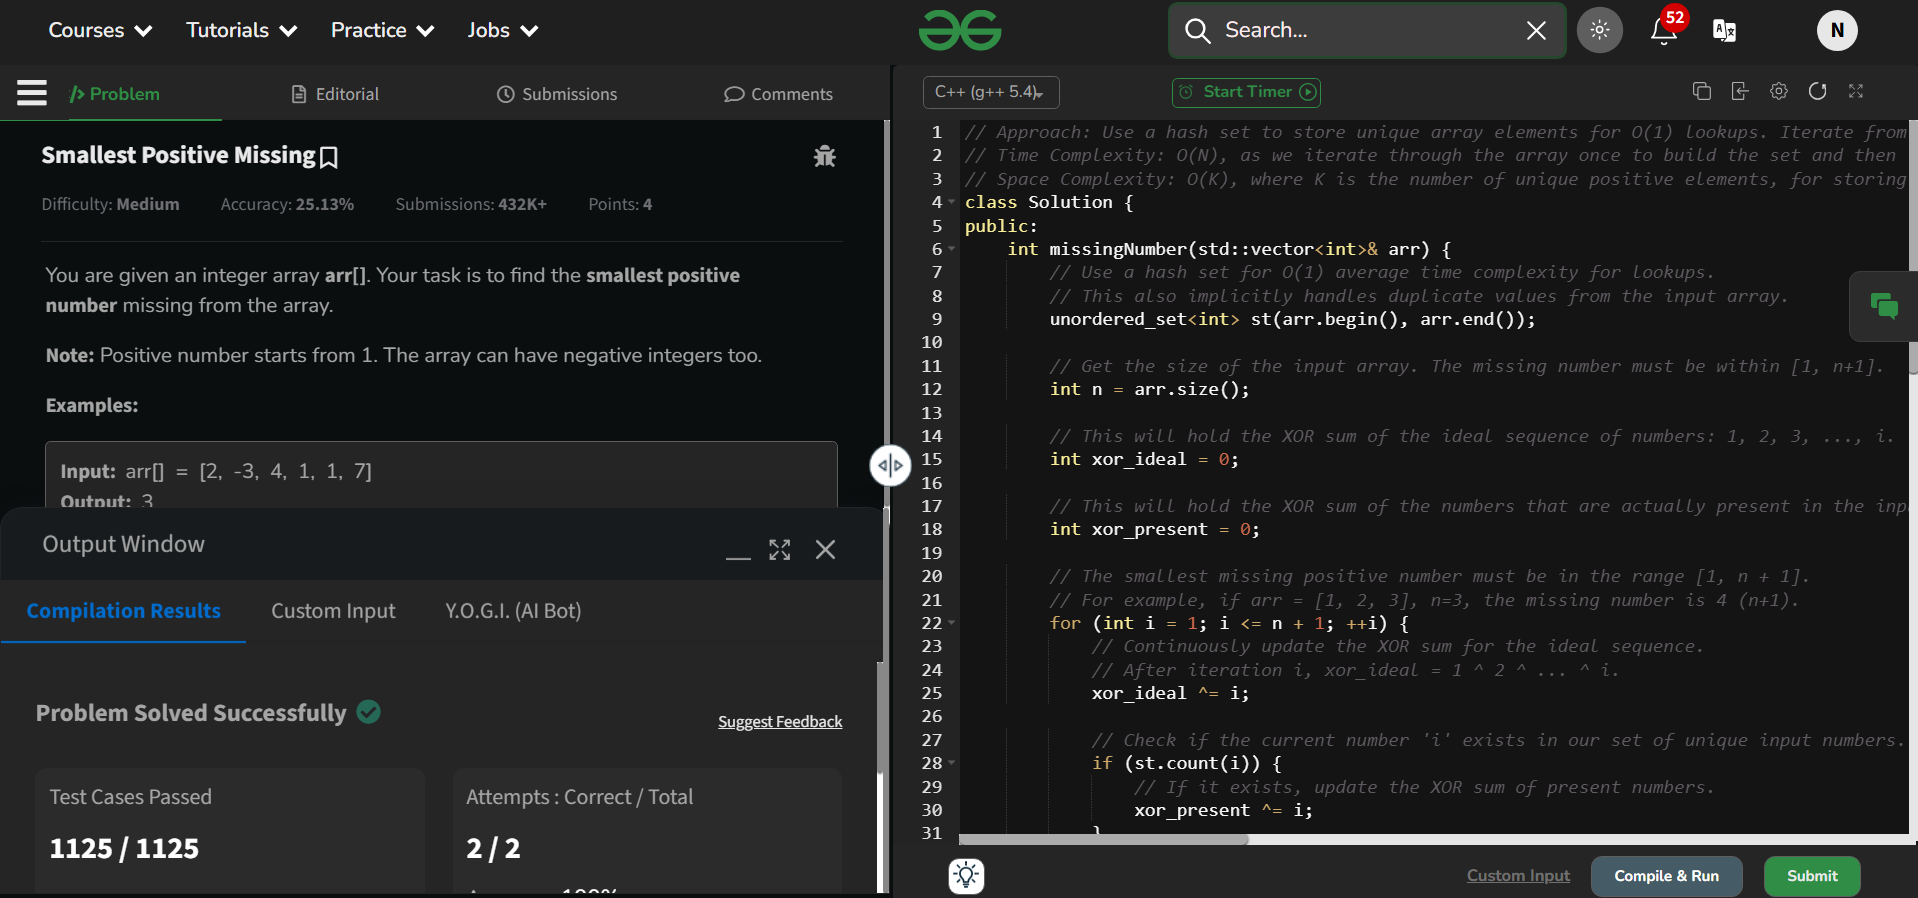 Courses Tutorials Practice Jobs Search... 52 N
Problem Editorial Submissions Comments
Smallest Positive Missing
Difficulty: Medium Accuracy: 25.13% Submissions: 432K+ Points: 4
You are given an integer array arr[]. Your task is to find the smallest positive
number missing from the array.
Note: Positive number starts from 1. The array can have negative integers too.
Examples:
Input: arr[] = [2, -3, 4, 1, 1, 7]
Output: 3
Output Window
Compilation Results Custom Input Y.O.G.I. (AI Bot)
Problem Solved Successfully
Suggest Feedback
Test Cases Passed
1125 / 1125
Attempts : Correct / Total
2 / 2
C++ (g++ 5.4) Start Timer
1 // Approach: Use a hash set to store unique array elements for O(1) lookups. Iterate from
2 // Time Complexity: O(N), as we iterate through the array once to build the set and then
3 // Space Complexity: O(K), where K is the number of unique positive elements, for storing
4 class Solution {
5 public:
6 int missingNumber(std::vector<int>& arr) {
7 // Use a hash set for O(1) average time complexity for lookups.
8 // This also implicitly handles duplicate values from the input array.
9 unordered_set<int> st(arr.begin(), arr.end());
10
11 // Get the size of the input array. The missing number must be within [1, n+1].
12 int n = arr.size();
13
14 // This will hold the XOR sum of the ideal sequence of numbers: 1, 2, 3, ..., i.
15 int xor_ideal = 0;
16
17 // This will hold the XOR sum of the numbers that are actually present in the inp
18 int xor_present = 0;
19
20 // The smallest missing positive number must be in the range [1, n + 1].
21 // For example, if arr = [1, 2, 3], n=3, the missing number is 4 (n+1).
22 for (int i = 1; i <= n + 1; ++i) {
23 // Continuously update the XOR sum for the ideal sequence.
24 // After iteration i, xor_ideal = 1 ^ 2 ^ ... ^ i.
25 xor_ideal ^= i;
26
27 // Check if the current number 'i' exists in our set of unique input numbers.
28 if (st.count(i)) {
29 // If it exists, update the XOR sum of present numbers.
30 xor_present ^= i;
31 }
Custom Input Compile & Run Submit